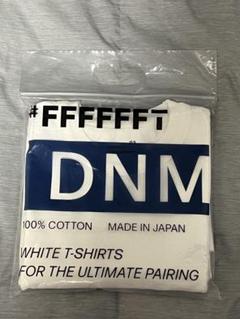 #FFFFFFT
DNM
100% COTTON MADE IN JAPAN
WHITE T-SHIRTS
FOR THE ULTIMATE PAIRING